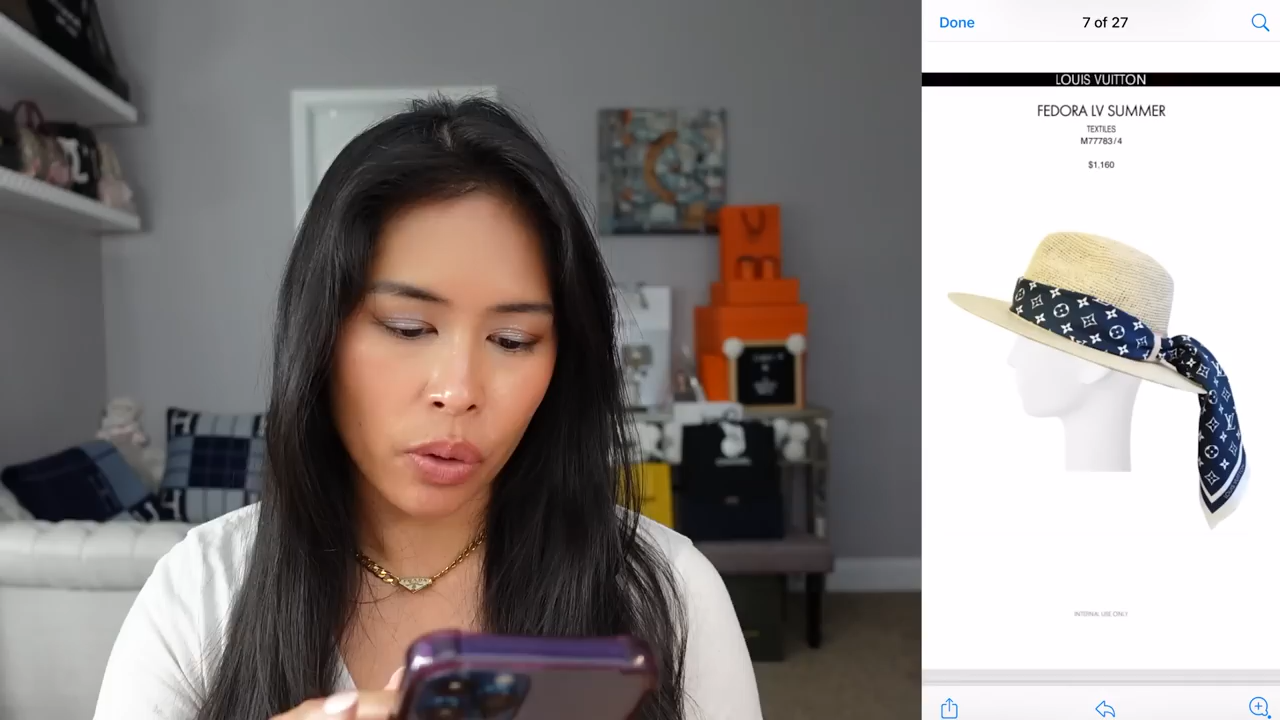 Done
7 of 27
LOUIS VUITTON
FEDORA LV SUMMER
TEXTILES
M77783/4
$1,160
INTERNAL USE ONLY